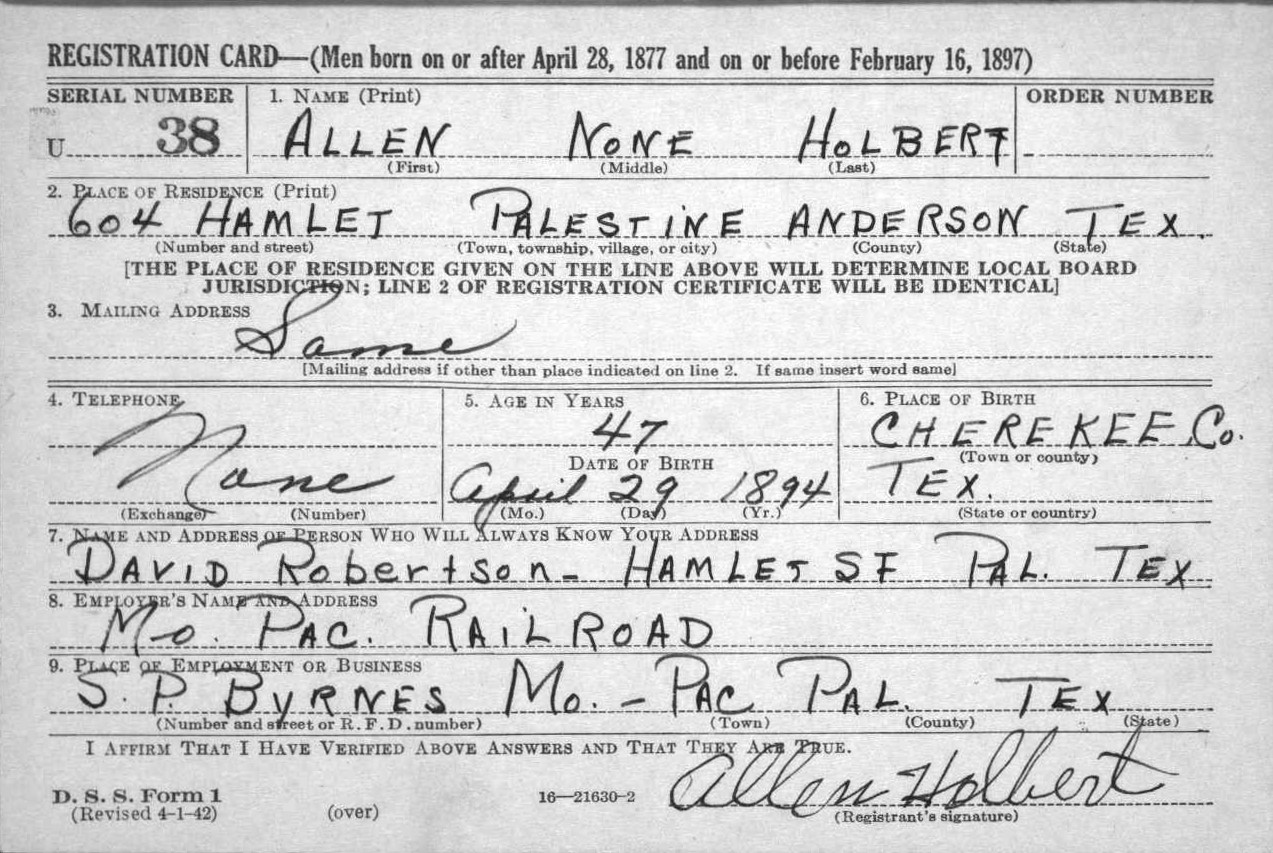 REGISTRATION CARD—(Men born on or after April 28, 1877 and on or before February 16, 1897)
SERIAL NUMBER 1. NAME (Print) ORDER NUMBER
U 38 ALLEN NONE HOLBERT
(First) (Middle) (Last)
2. PLACE OF RESIDENCE (Print)
604 HAMLET PALESTINE ANDERSON TEX.
(Number and street) (Town, township, village, or city) (County) (State)
[THE PLACE OF RESIDENCE GIVEN ON THE LINE ABOVE WILL DETERMINE LOCAL BOARD
JURISDICTION; LINE 2 OF REGISTRATION CERTIFICATE WILL BE IDENTICAL]
3. MAILING ADDRESS
Same
[Mailing address if other than place indicated on line 2. If same insert word same]
4. TELEPHONE 5. AGE IN YEARS 6. PLACE OF BIRTH
47 CHEREKEE Co.
DATE OF BIRTH (Town or county)
None April 29 1894 TEX.
(Exchange) (Number) (Mo.) (Day) (Yr.) (State or country)
7. NAME AND ADDRESS OF PERSON WHO WILL ALWAYS KNOW YOUR ADDRESS
DAVID Robertson - HAMLET ST PAL. TEX
8. EMPLOYER'S NAME AND ADDRESS
Mo. PAC. RAILROAD
9. PLACE OF EMPLOYMENT OR BUSINESS
S. P. BYRNES Mo. - PAC PAL. TEX
(Number and street or R. F. D. number) (Town) (County) (State)
I AFFIRM THAT I HAVE VERIFIED ABOVE ANSWERS AND THAT THEY ARE TRUE.
Allen Holbert
D. S. S. Form 1 16—21630-2
(Revised 4-1-42) (over) (Registrant's signature)